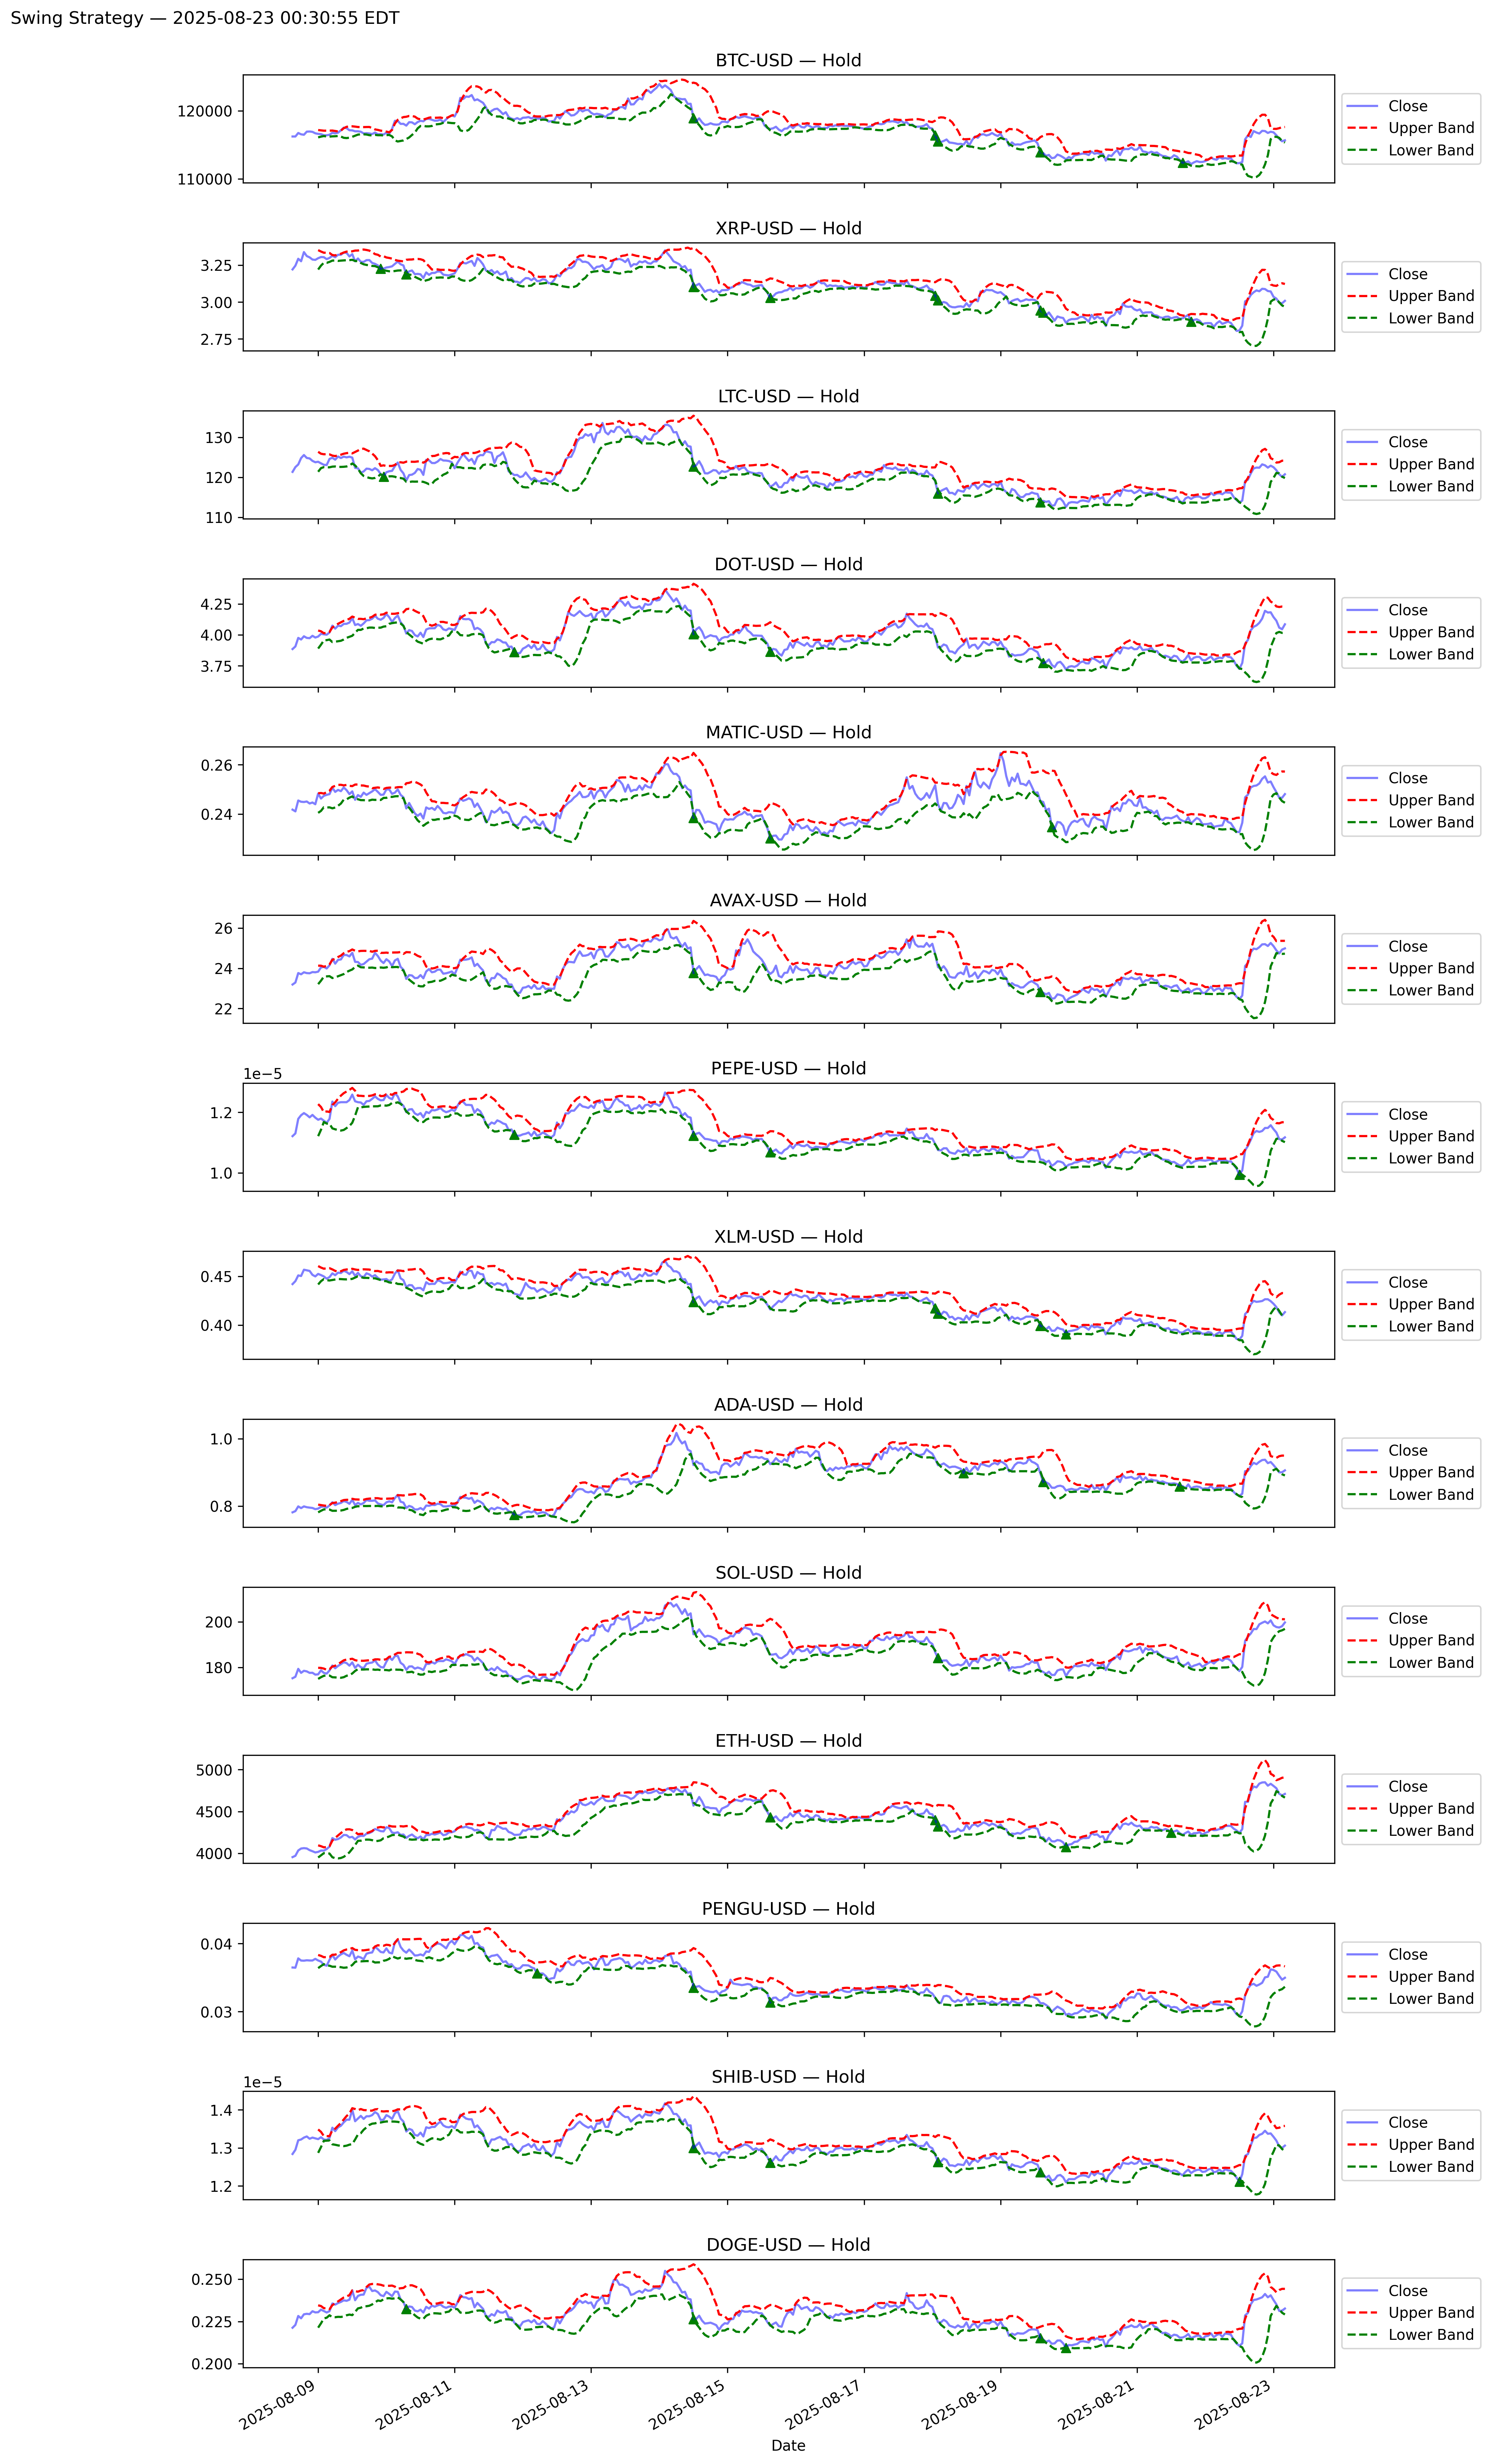 Swing Strategy — 2025-08-23 00:30:55 EDT
BTC-USD — Hold
120000
110000
Close
Upper Band
Lower Band
XRP-USD — Hold
3.25
3.00
2.75
Close
Upper Band
Lower Band
LTC-USD — Hold
130
120
110
Close
Upper Band
Lower Band
DOT-USD — Hold
4.25
4.00
3.75
Close
Upper Band
Lower Band
MATIC-USD — Hold
0.26
0.24
Close
Upper Band
Lower Band
AVAX-USD — Hold
26
24
22
Close
Upper Band
Lower Band
PEPE-USD — Hold
1e−5
1.2
1.0
Close
Upper Band
Lower Band
XLM-USD — Hold
0.45
0.40
Close
Upper Band
Lower Band
ADA-USD — Hold
1.0
0.8
Close
Upper Band
Lower Band
SOL-USD — Hold
200
180
Close
Upper Band
Lower Band
ETH-USD — Hold
5000
4500
4000
Close
Upper Band
Lower Band
PENGU-USD — Hold
0.04
0.03
Close
Upper Band
Lower Band
SHIB-USD — Hold
1e−5
1.4
1.3
1.2
Close
Upper Band
Lower Band
DOGE-USD — Hold
0.250
0.225
0.200
Close
Upper Band
Lower Band
2025-08-09
2025-08-11
2025-08-13
2025-08-15
2025-08-17
2025-08-19
2025-08-21
2025-08-23
Date